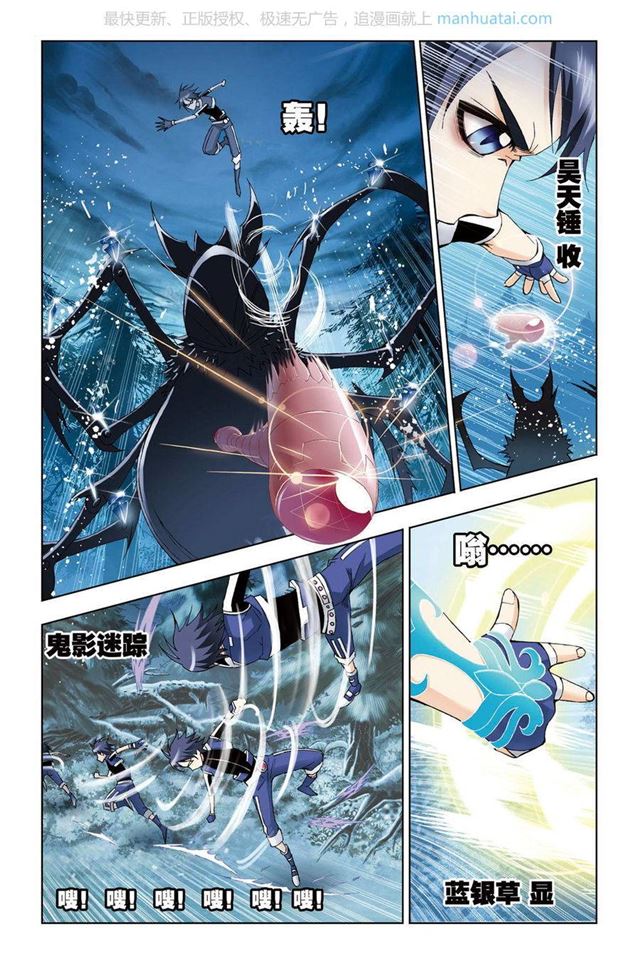 最快更新、正版授权、极速无广告，追漫画就上 manhuatai.com
轰！
昊天锤 收
嗡……
鬼影迷踪
嗖！ 嗖！ 嗖！ 嗖！ 嗖！ 嗖！
蓝银草 显